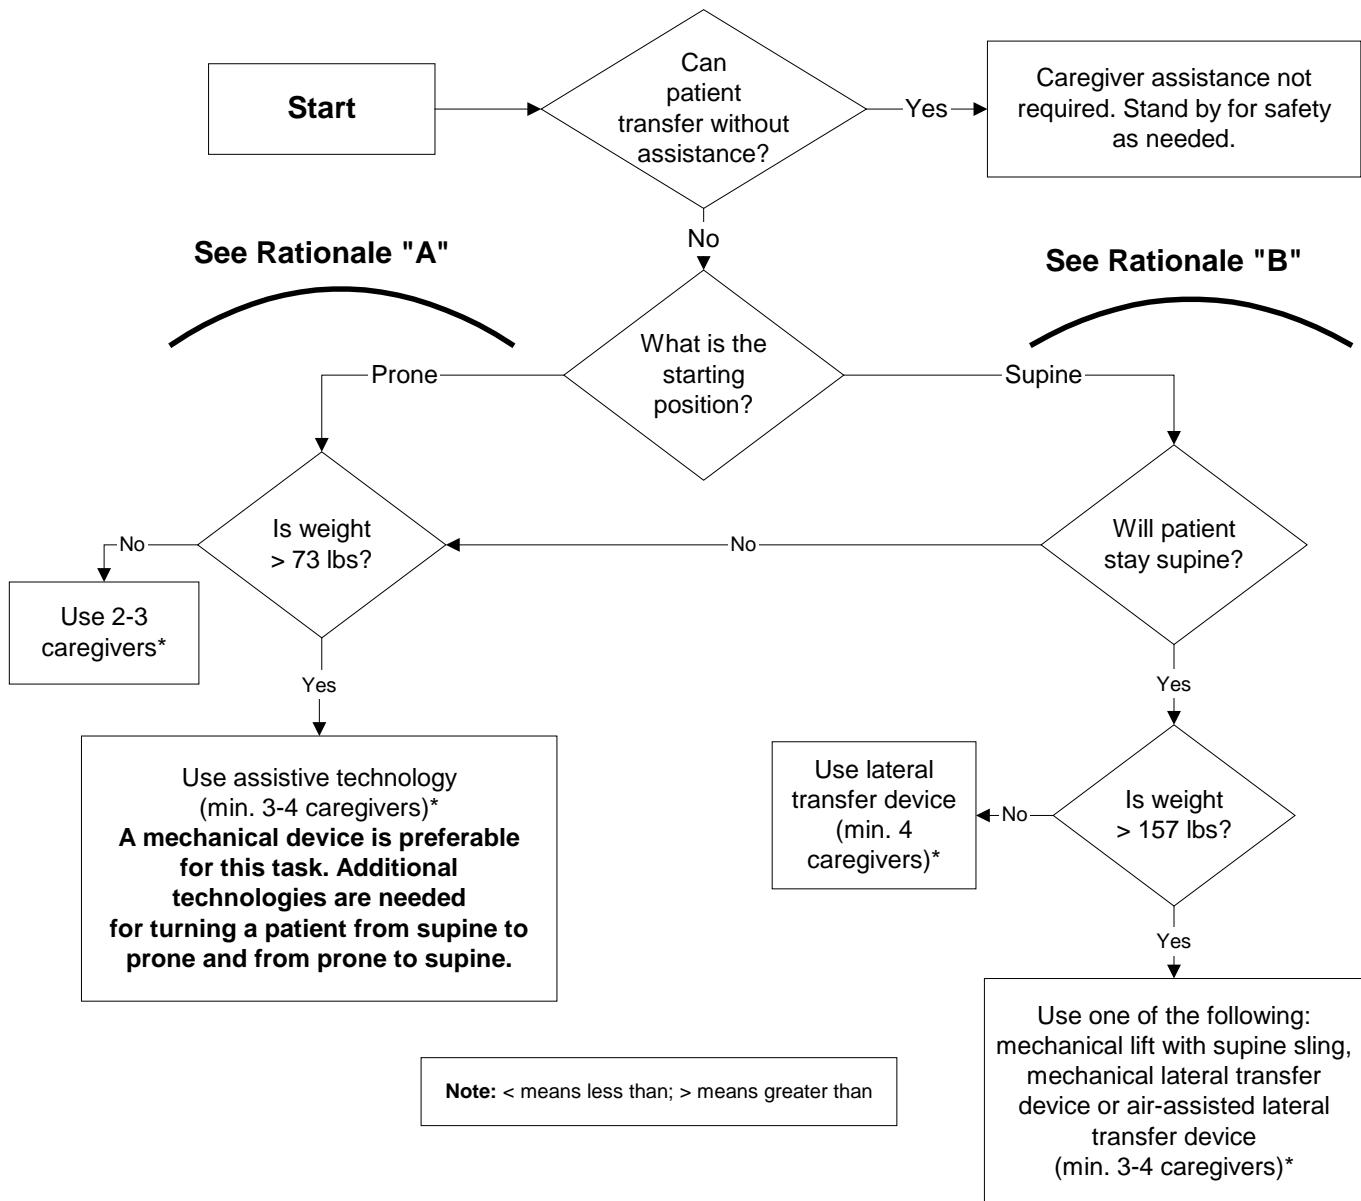 Start
Can
patient
transfer without
assistance?
Yes
Caregiver assistance not
required. Stand by for safety
as needed.
No
See Rationale "A"
See Rationale "B"
What is the
starting
position?
Prone
Supine
Is weight
> 73 lbs?
No
No
Will patient
stay supine?
Use 2-3
caregivers*
Yes
Yes
Use assistive technology
(min. 3-4 caregivers)*
A mechanical device is preferable
for this task. Additional
technologies are needed
for turning a patient from supine to
prone and from prone to supine.
Use lateral
transfer device
(min. 4
caregivers)*
No
Is weight
> 157 lbs?
Yes
Use one of the following:
mechanical lift with supine sling,
mechanical lateral transfer
device or air-assisted lateral
transfer device
(min. 3-4 caregivers)*
Note: < means less than; > means greater than